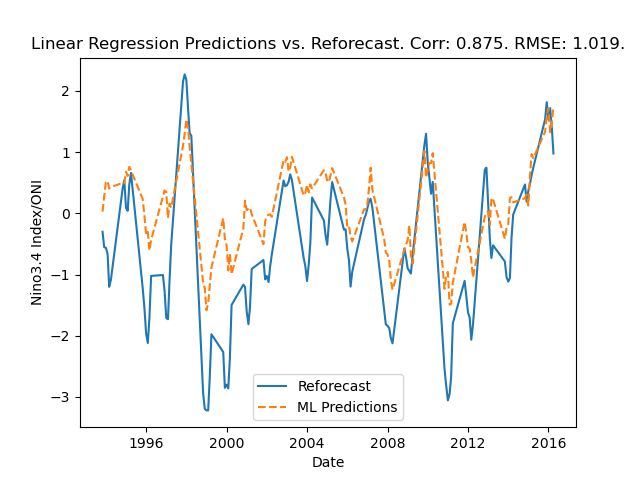 Linear Regression Predictions vs. Reforecast. Corr: 0.875. RMSE: 1.019.
Nino3.4 Index/ONI
2
1
0
−1
−2
−3
Reforecast
ML Predictions
1996
2000
2004
2008
2012
2016
Date